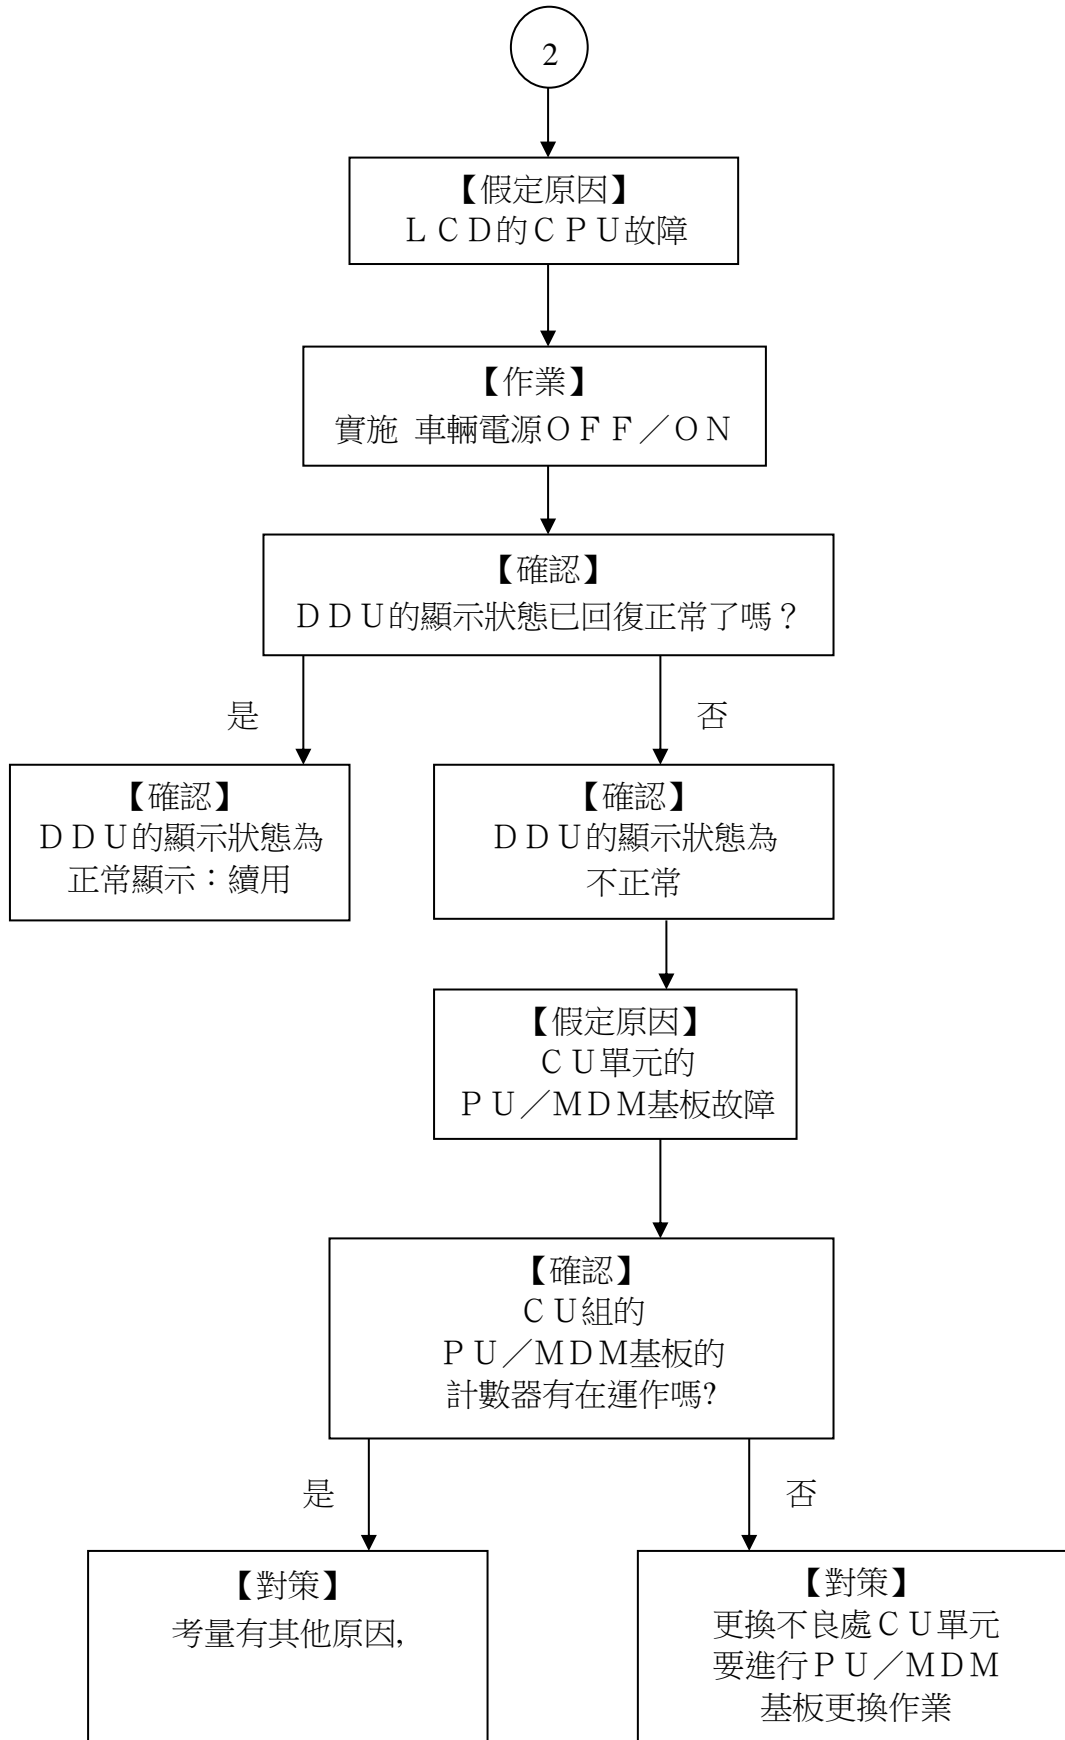 2
【假定原因】
ＬＣＤ的ＣＰＵ故障
【作業】
實施 車輛電源ＯＦＦ／ＯＮ
【確認】
ＤＤＵ的顯示狀態已回復正常了嗎？
是
否
【確認】
ＤＤＵ的顯示狀態為
正常顯示：續用
【確認】
ＤＤＵ的顯示狀態為
不正常
【假定原因】
ＣＵ單元的
ＰＵ／ＭＤＭ基板故障
【確認】
ＣＵ組的
ＰＵ／ＭＤＭ基板的
計數器有在運作嗎?
是
否
【對策】
考量有其他原因,
【對策】
更換不良處ＣＵ單元
要進行ＰＵ／ＭＤＭ
基板更換作業